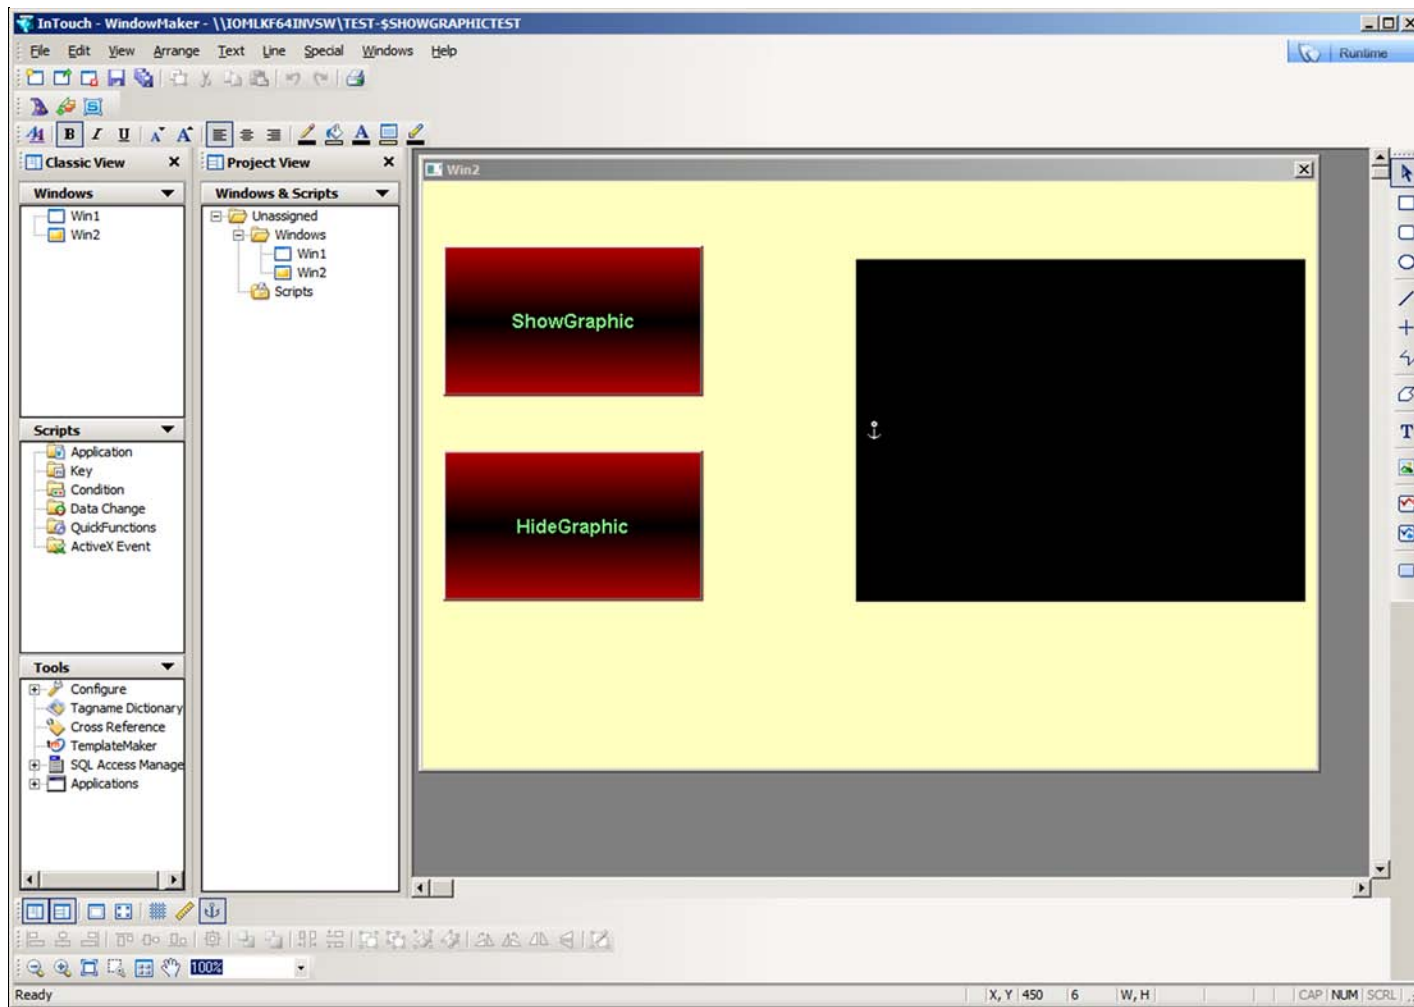 InTouch - WindowMaker - \\IOMLKF64INVSW\TEST-$SHOWGRAPHICTEST
File Edit View Arrange Text Line Special Windows Help
Runtime
Classic View
Project View
Win2
Windows
Windows & Scripts
Win1
Win2
Unassigned
Windows
Win1
Win2
Scripts
ShowGraphic
HideGraphic
Scripts
Application
Key
Condition
Data Change
QuickFunctions
ActiveX Event
Tools
Configure
Tagname Dictionary
Cross Reference
TemplateMaker
SQL Access Manage
Applications
100%
Ready
X, Y 450 6 W, H CAP NUM SCRL